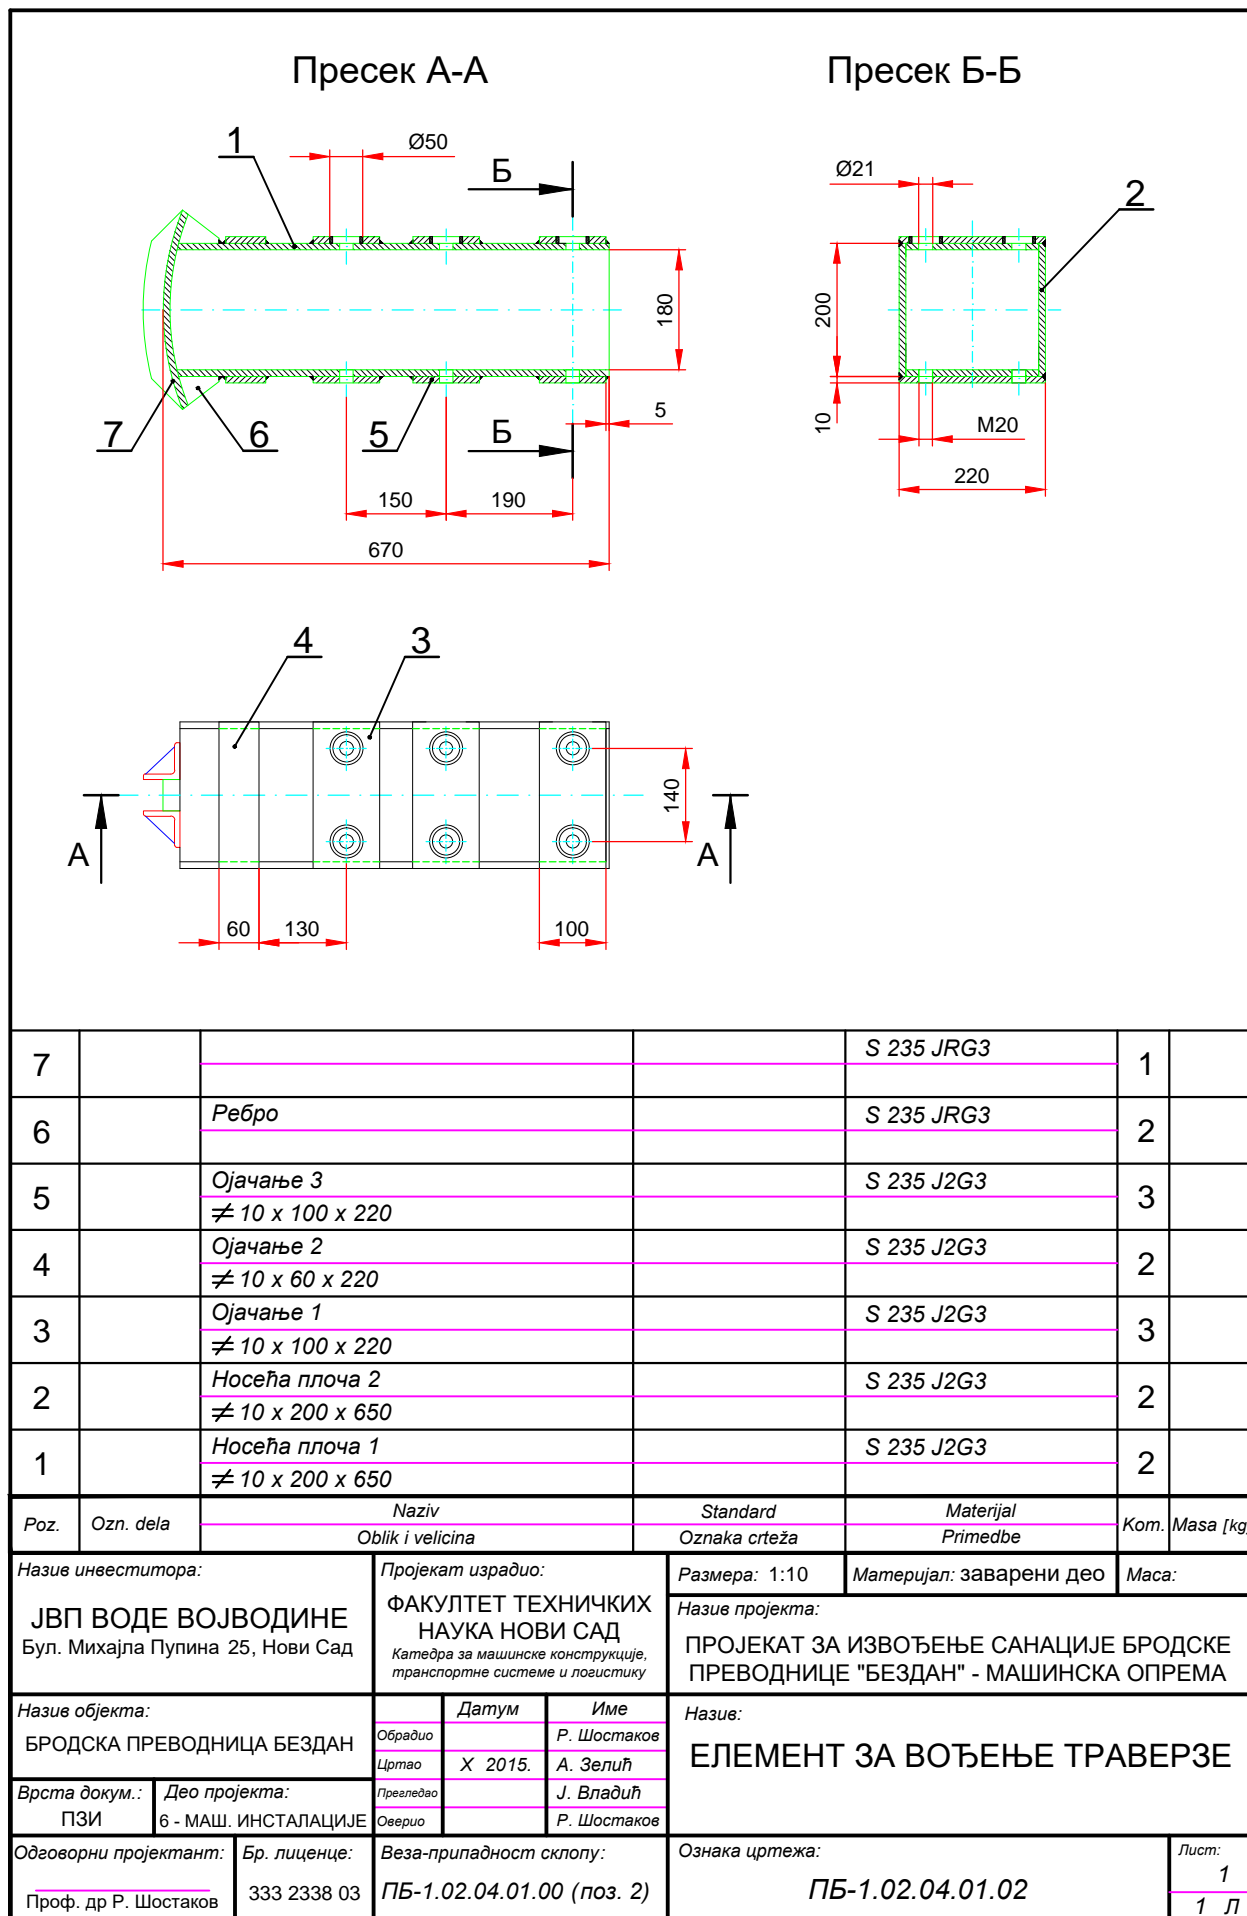 Пресек А-А
Пресек Б-Б
1
Ø50
Б
Ø21
2
180
200
5
10
М20
7
6
5
Б
150
190
220
670
4
3
140
А
А
60
130
100
7
S 235 JRG3
1
6
Ребро
S 235 JRG3
2
5
Ојачање 3
S 235 J2G3
≠ 10 x 100 x 220
3
4
Ојачање 2
S 235 J2G3
≠ 10 x 60 x 220
2
3
Ојачање 1
S 235 J2G3
≠ 10 x 100 x 220
3
2
Носећа плоча 2
S 235 J2G3
≠ 10 x 200 x 650
2
1
Носећа плоча 1
S 235 J2G3
≠ 10 x 200 x 650
2
Poz.
Ozn. dela
Naziv
Oblik i velicina
Standard
Oznaka crteža
Materijal
Primedbe
Kom.
Masa [kg
Назив инвеститора:
ЈВП ВОДЕ ВОЈВОДИНЕ
Бул. Михајла Пупина 25, Нови Сад
Пројекат израдио:
ФАКУЛТЕТ ТЕХНИЧКИХ
НАУКА НОВИ САД
Катедра за машинске конструкције,
транспортне системе и логистику
Размера: 1:10
Материјал: заварени део
Маса:
Назив пројекта:
ПРОЈЕКАТ ЗА ИЗВОЂЕЊЕ САНАЦИЈЕ БРОДСКЕ
ПРЕВОДНИЦЕ "БЕЗДАН" - МАШИНСКА ОПРЕМА
Назив објекта:
БРОДСКА ПРЕВОДНИЦА БЕЗДАН
Датум
Име
Обрадио
Р. Шостаков
Цртао
X 2015.
А. Зелић
Прегледао
Ј. Владић
Оверио
Р. Шостаков
Назив:
ЕЛЕМЕНТ ЗА ВОЂЕЊЕ ТРАВЕРЗЕ
Врста докум.:
ПЗИ
Део пројекта:
6 - МАШ. ИНСТАЛАЦИЈЕ
Одговорни пројектант:
Проф. др Р. Шостаков
Бр. лиценце:
333 2338 03
Веза-припадност склопу:
ПБ-1.02.04.01.00 (поз. 2)
Ознака цртежа:
ПБ-1.02.04.01.02
Лист:
1
1 Л